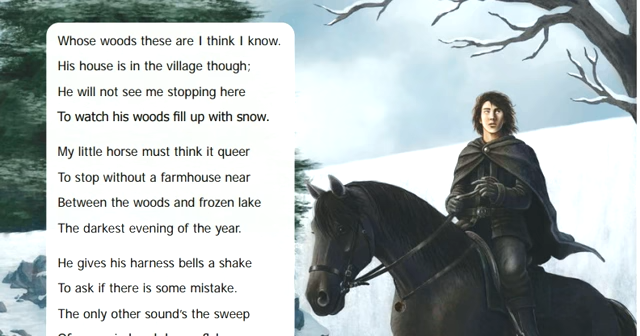 Whose woods these are I think I know.
His house is in the village though;
He will not see me stopping here
To watch his woods fill up with snow.
My little horse must think it queer
To stop without a farmhouse near
Between the woods and frozen lake
The darkest evening of the year.
He gives his harness bells a shake
To ask if there is some mistake.
The only other sound's the sweep